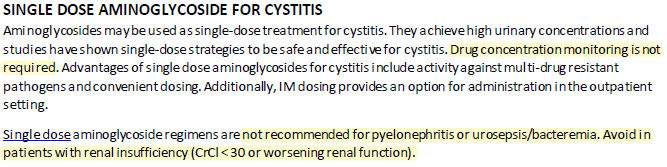 SINGLE DOSE AMINOGLYCOSIDE FOR CYSTITIS
Aminoglycosides may be used as single-dose treatment for cystitis. They achieve high urinary concentrations and
studies have shown single-dose strategies to be safe and effective for cystitis. Drug concentration monitoring is not
required. Advantages of single dose aminoglycosides for cystitis include activity against multi-drug resistant
pathogens and convenient dosing. Additionally, IM dosing provides an option for administration in the outpatient
setting.
Single dose aminoglycoside regimens are not recommended for pyelonephritis or urosepsis/bacteremia. Avoid in
patients with renal insufficiency (CrCl < 30 or worsening renal function).